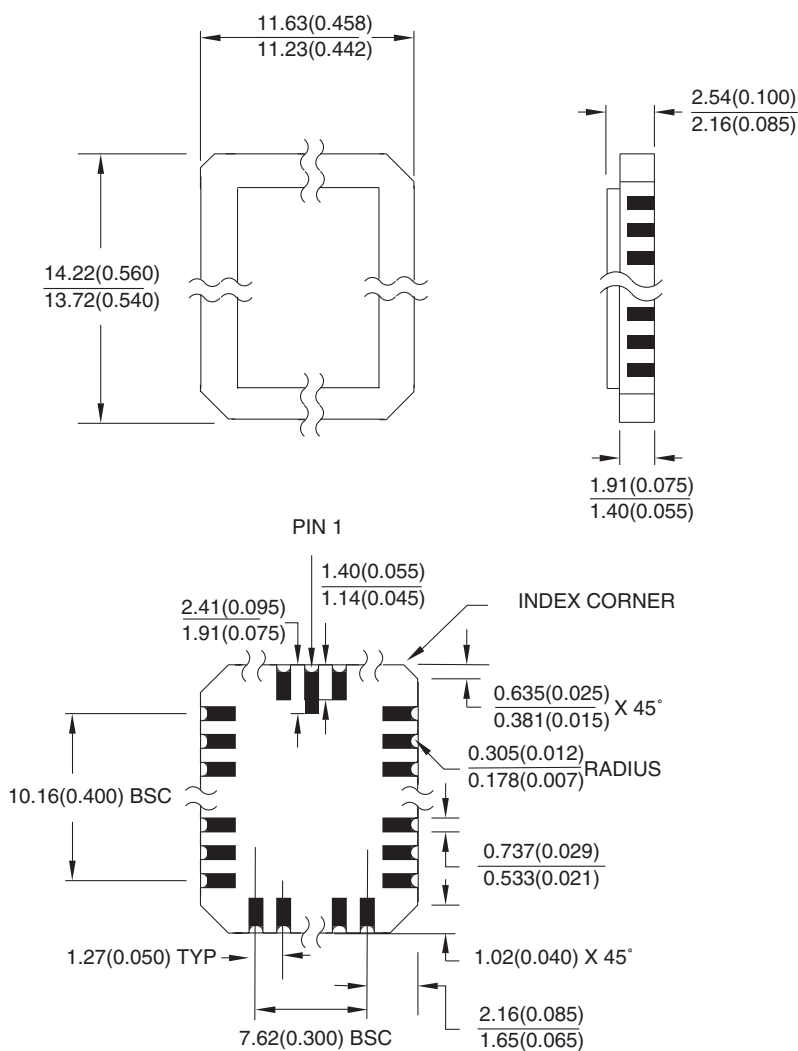 11.63(0.458)
11.23(0.442)
2.54(0.100)
2.16(0.085)
14.22(0.560)
13.72(0.540)
1.91(0.075)
1.40(0.055)
PIN 1
1.40(0.055)
1.14(0.045)
2.41(0.095)
1.91(0.075)
INDEX CORNER
0.635(0.025)
0.381(0.015) X 45°
0.305(0.012)
0.178(0.007) RADIUS
10.16(0.400) BSC
0.737(0.029)
0.533(0.021)
1.27(0.050) TYP
1.02(0.040) X 45°
7.62(0.300) BSC
2.16(0.085)
1.65(0.065)